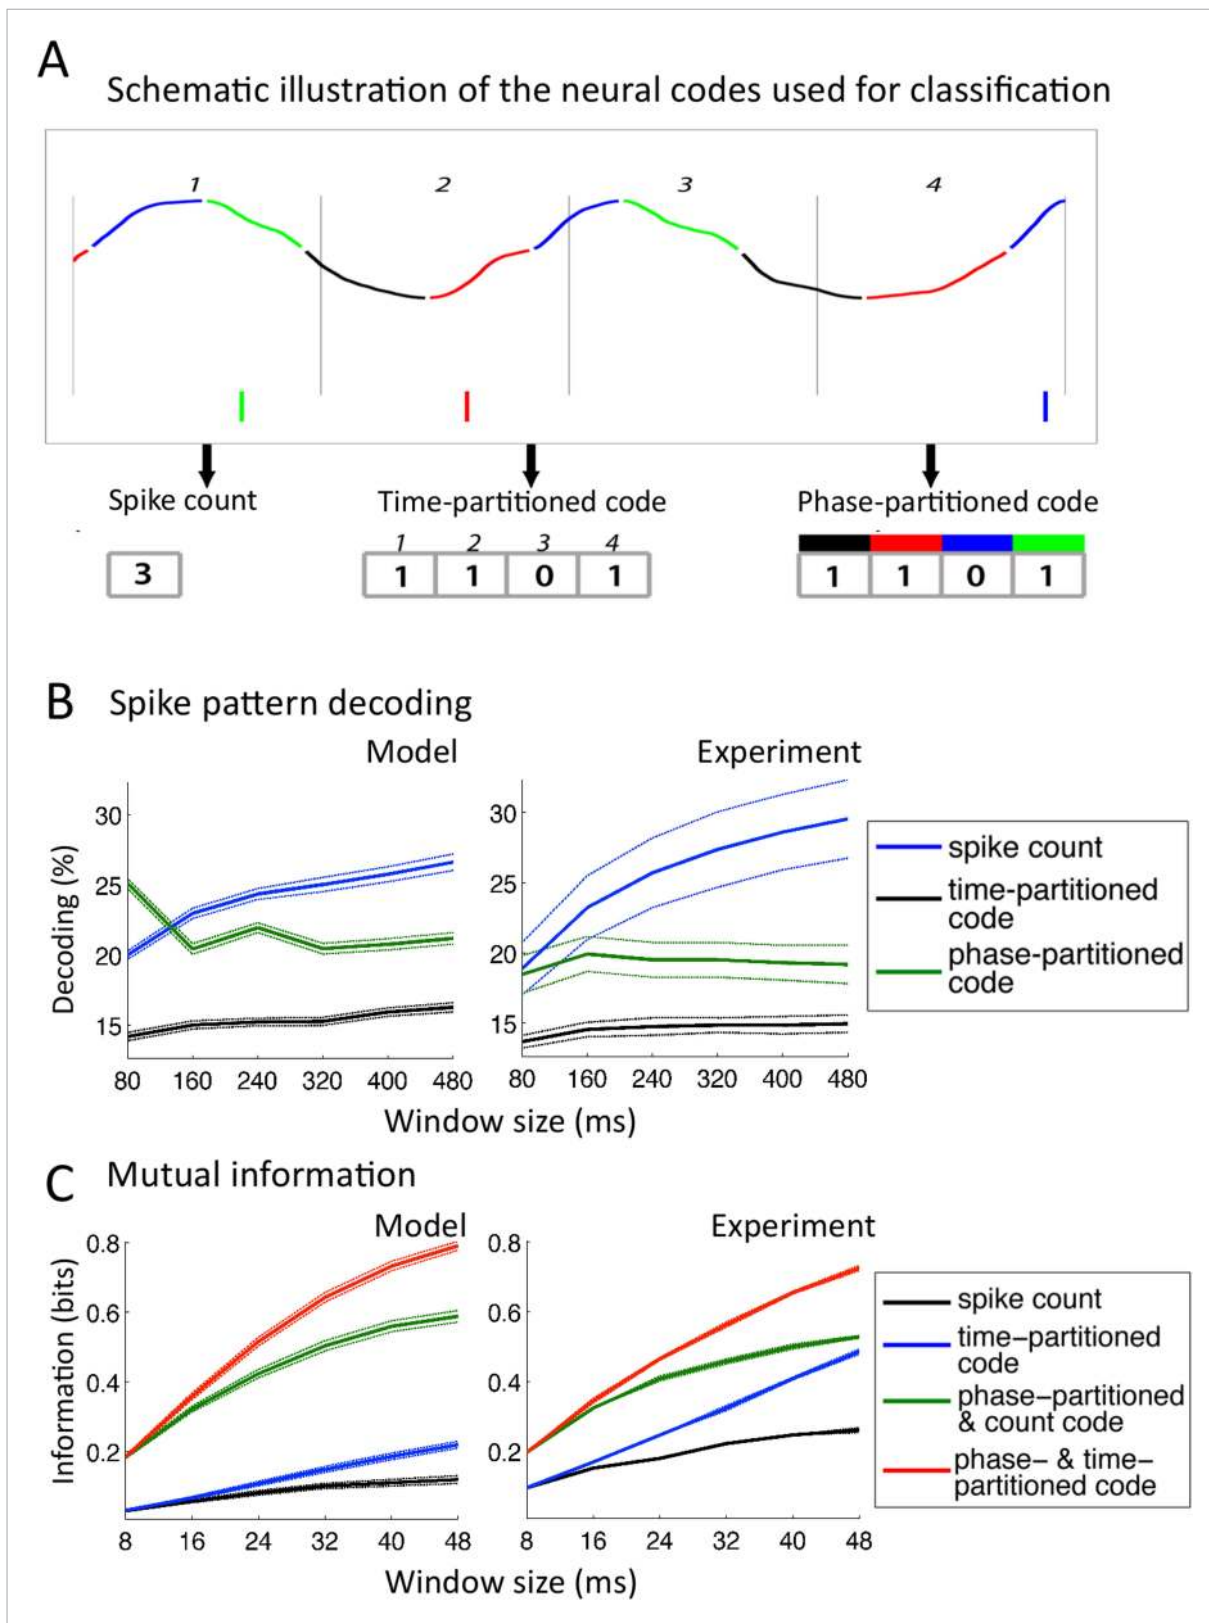 A
Schematic illustration of the neural codes used for classification
1 2 3 4
Spike count
Time-partitioned code
Phase-partitioned code
1 2 3 4
3
1 1 0 1
1 1 0 1
B Spike pattern decoding
Model
Experiment
Decoding (%)
30
25
20
15
80 160 240 320 400 480
30
25
20
15
80 160 240 320 400 480
Window size (ms)
spike count
time-partitioned
code
phase-partitioned
code
C Mutual information
Model
Experiment
Information (bits)
0.8
0.6
0.4
0.2
8 16 24 32 40 48
0.8
0.6
0.4
0.2
8 16 24 32 40 48
Window size (ms)
spike count
time-partitioned
code
phase-partitioned
& count code
phase- & time-
partitioned code